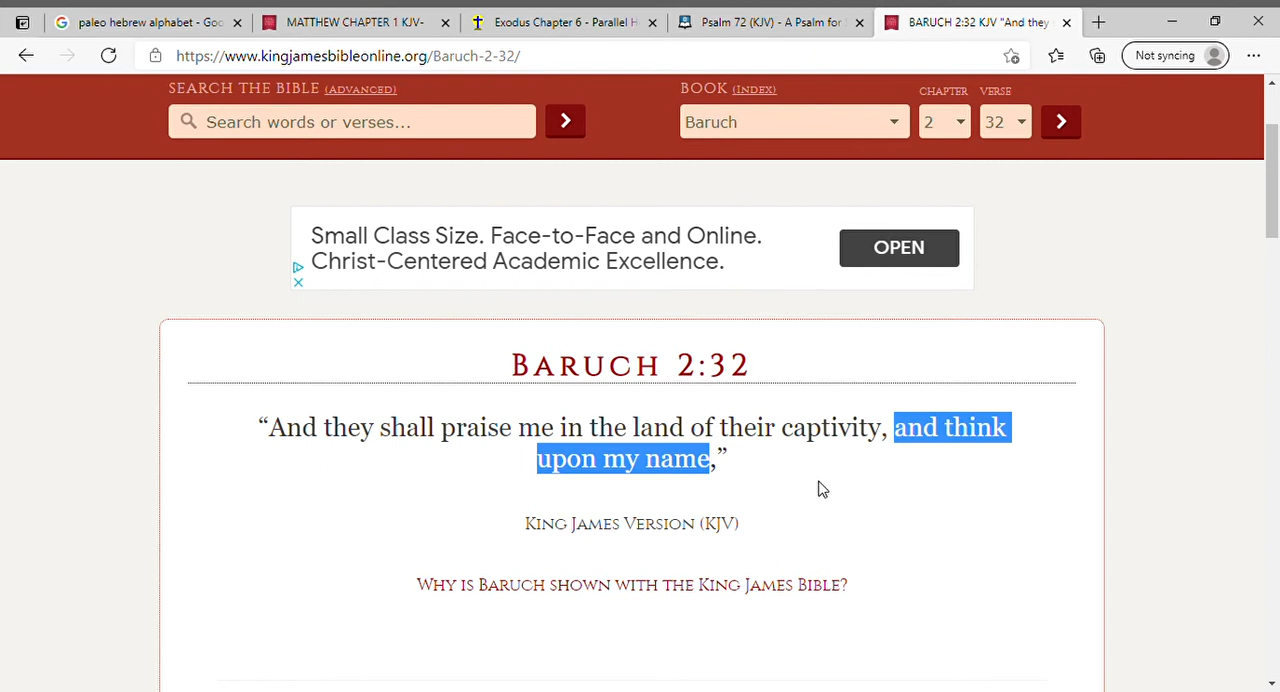 paleo hebrew alphabet - Goo
MATTHEW CHAPTER 1 KJV-
Exodus Chapter 6 - Parallel H
Psalm 72 (KJV) - A Psalm for
BARUCH 2:32 KJV "And they
https://www.kingjamesbibleonline.org/Baruch-2-32/
Not syncing
SEARCH THE BIBLE (ADVANCED)
BOOK (INDEX)
CHAPTER
VERSE
Search words or verses...
Baruch
2
32
Small Class Size. Face-to-Face and Online.
Christ-Centered Academic Excellence.
OPEN
BARUCH 2:32
“And they shall praise me in the land of their captivity, and think
upon my name,”
KING JAMES VERSION (KJV)
WHY IS BARUCH SHOWN WITH THE KING JAMES BIBLE?